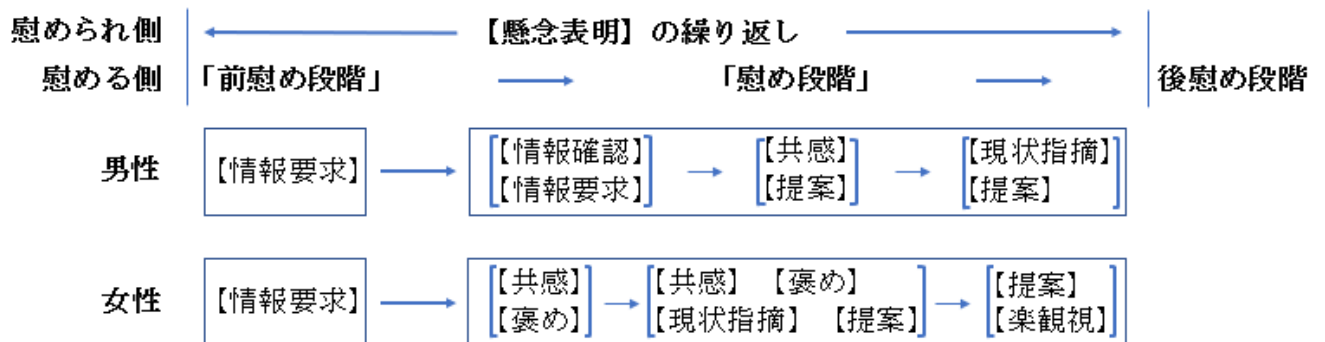 慰められ側 【懸念表明】の繰り返し
慰める側 「前慰め段階」 「慰め段階」 後慰め段階
男性 【情報要求】 【情報確認】 【共感】 【現状指摘】
【情報要求】 【提案】 【提案】
女性 【情報要求】 【共感】 【共感】 【褒め】 【提案】
【褒め】 【現状指摘】 【提案】 【楽観視】